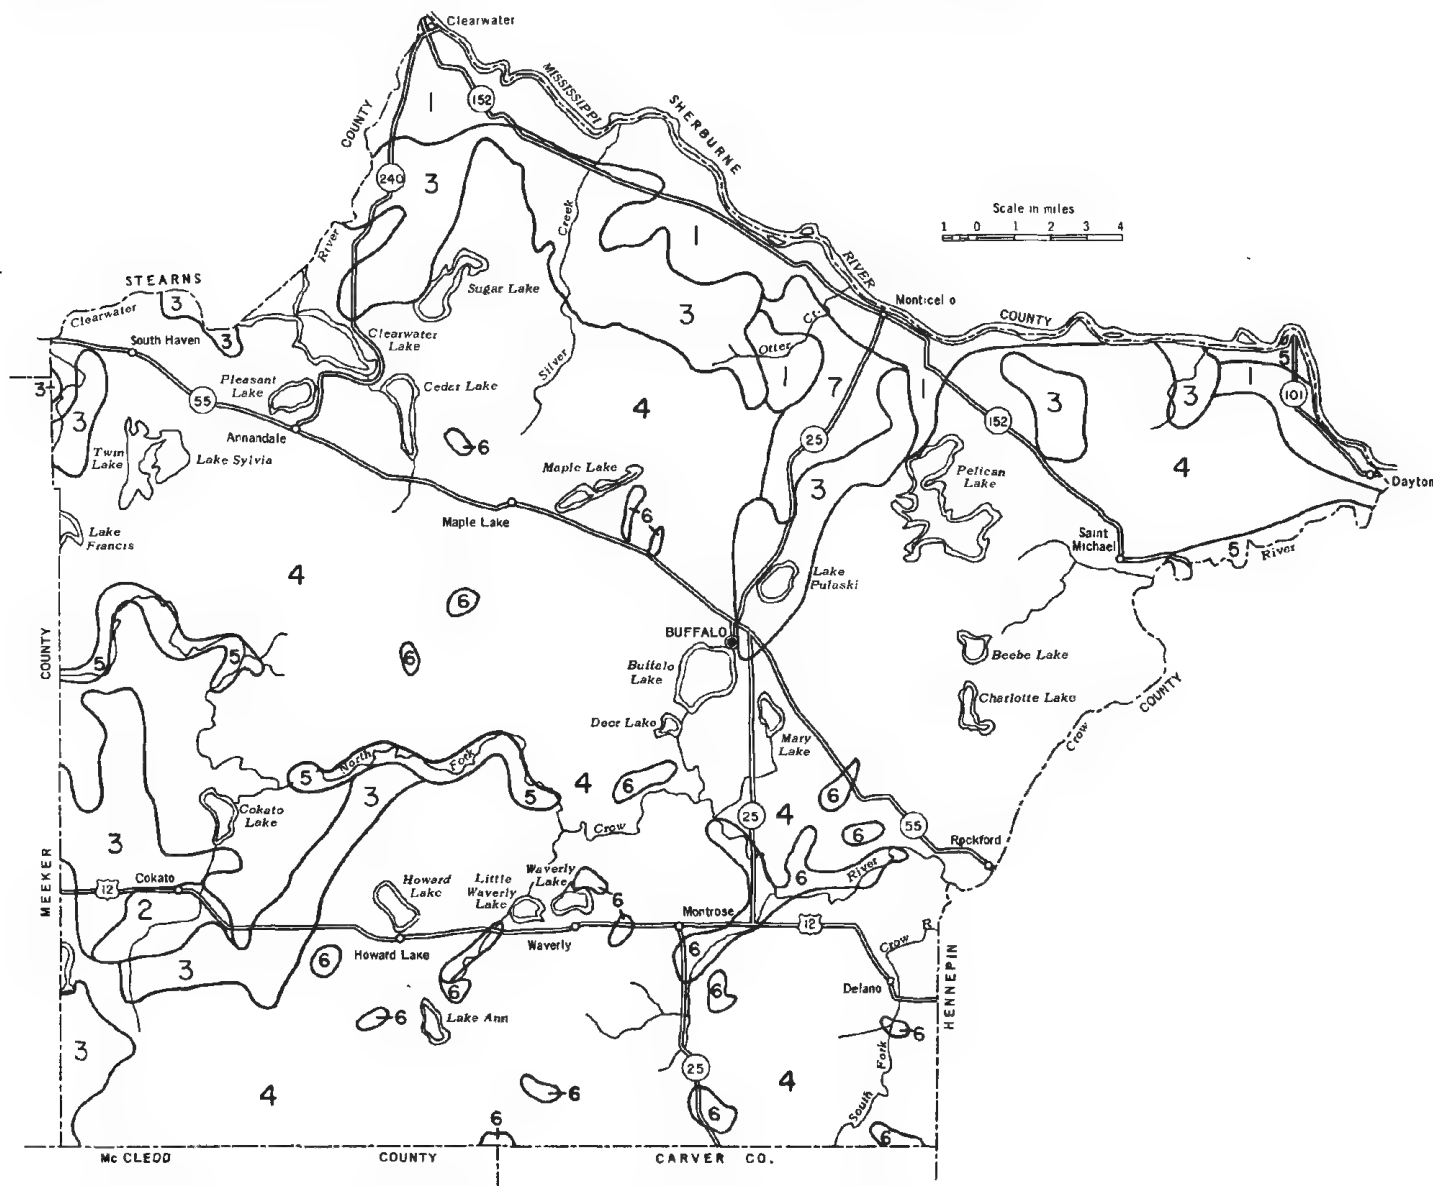 Clearwater
MISSISSIPPI
SHERBURNE
COUNTY
152
1
240
3
Creek
Scale in miles
1 0 1 2 3 4
River
1
RIVER
STEARNS
3
Clearwater
Sugar Lake
Monticello
COUNTY
3
South Haven
3
Clearwater
Lake
Otter
Cr.
Silver
5
3
Pleasant
Lake
Cedar Lake
1
7
1
3
3
1
101
55
4
3
152
Annandale
6
25
Twin
Lake
Lake Sylvia
Maple Lake
Pelican
Lake
4
Dayton
3
Maple Lake
6
Lake
Francis
Saint
Michael
5
River
4
Lake
Pulaski
6
BUFFALO
COUNTY
5
5
6
Buffalo
Lake
Beebe Lake
Charlotte Lake
COUNTY
Deer Lake
Mary
Lake
Crow
North
Fork
5
3
5
4
6
6
Cokato
Lake
Crow
25
4
6
55
Rockford
3
MEEKER
Cokato
12
Howard
Lake
Little
Waverly
Lake
Waverly
Lake
6
6
River
2
Montrose
12
Crow R.
Howard Lake
Waverly
6
3
6
6
6
Delano
HENNEPIN
6
Lake Ann
6
3
Fork
25
4
6
4
6
South
6
6
Mc CLEOD
COUNTY
CARVER CO.